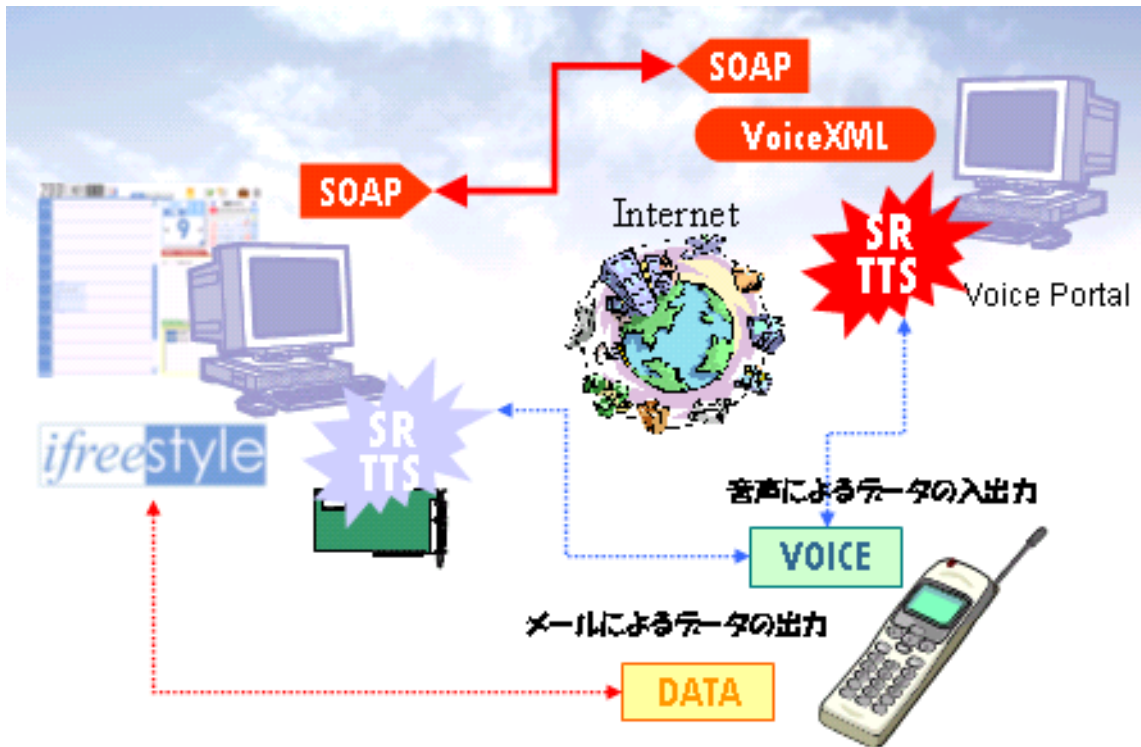 SOAP
VoiceXML
SOAP
Internet
SR
TTS
Voice Portal
9
SR
TTS
ifreestyle
音声によるデータの入出力
VOICE
メールによるデータの出力
DATA